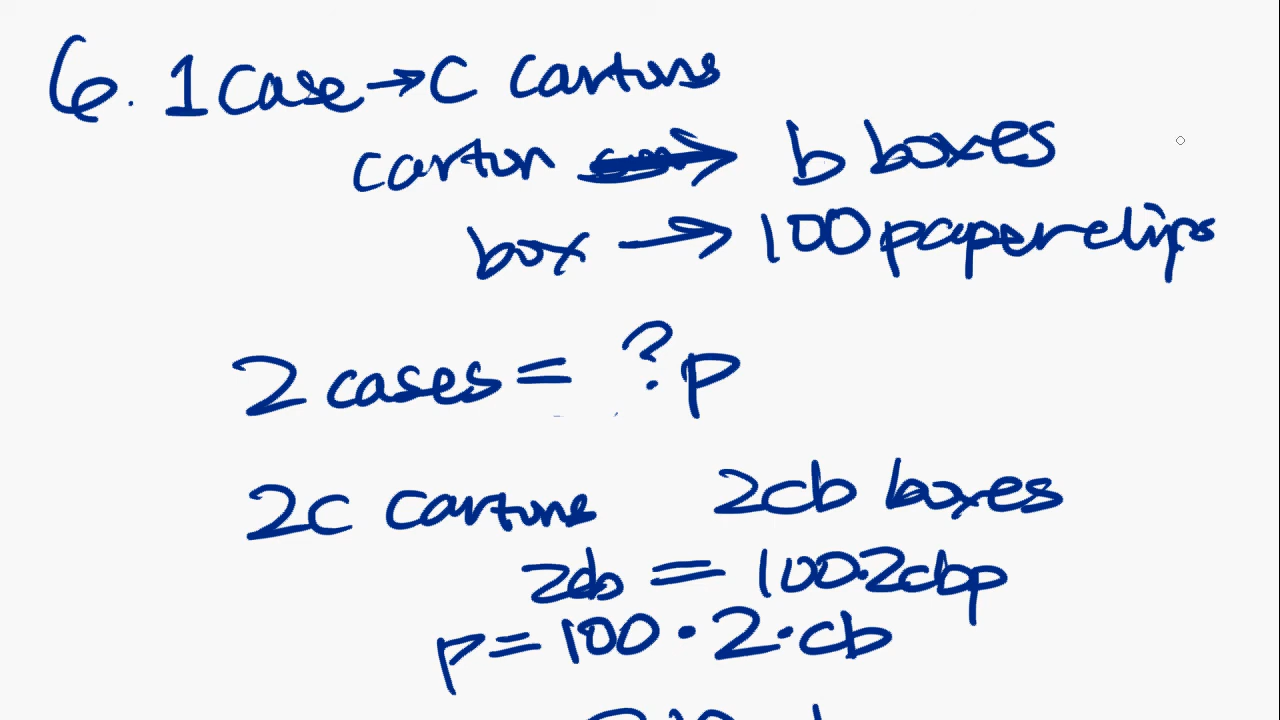 6. 1 Case → C cartons
carton → b boxes
box → 100 paperclips
2 cases = ? p
2c cartons 2cb boxes
2cb = 100·2cbp
p = 100 · 2 · cb